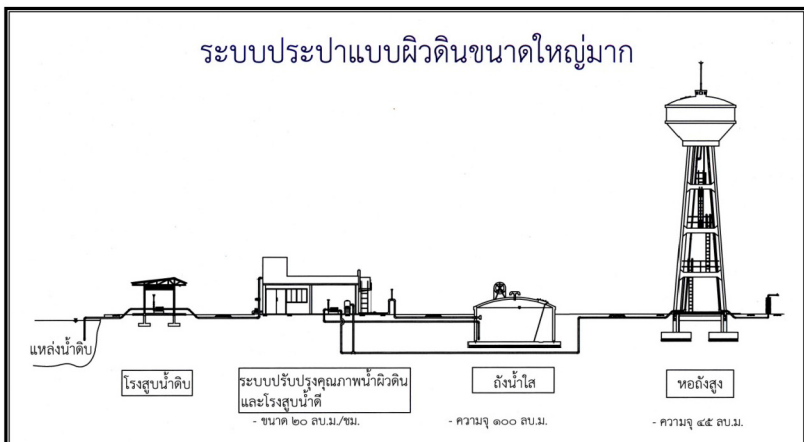 ระบบประปาแบบผิวดินขนาดใหญ่มาก
แหล่งน้ำดิบ
โรงสูบน้ำดิบ
ระบบปรับปรุงคุณภาพน้ำผิวดิน
และโรงสูบน้ำดี
- ขนาด ๒๐ ลบ.ม./ชม.
ถังน้ำใส
- ความจุ ๑๐๐ ลบ.ม.
หอถังสูง
- ความจุ ๔๕ ลบ.ม.